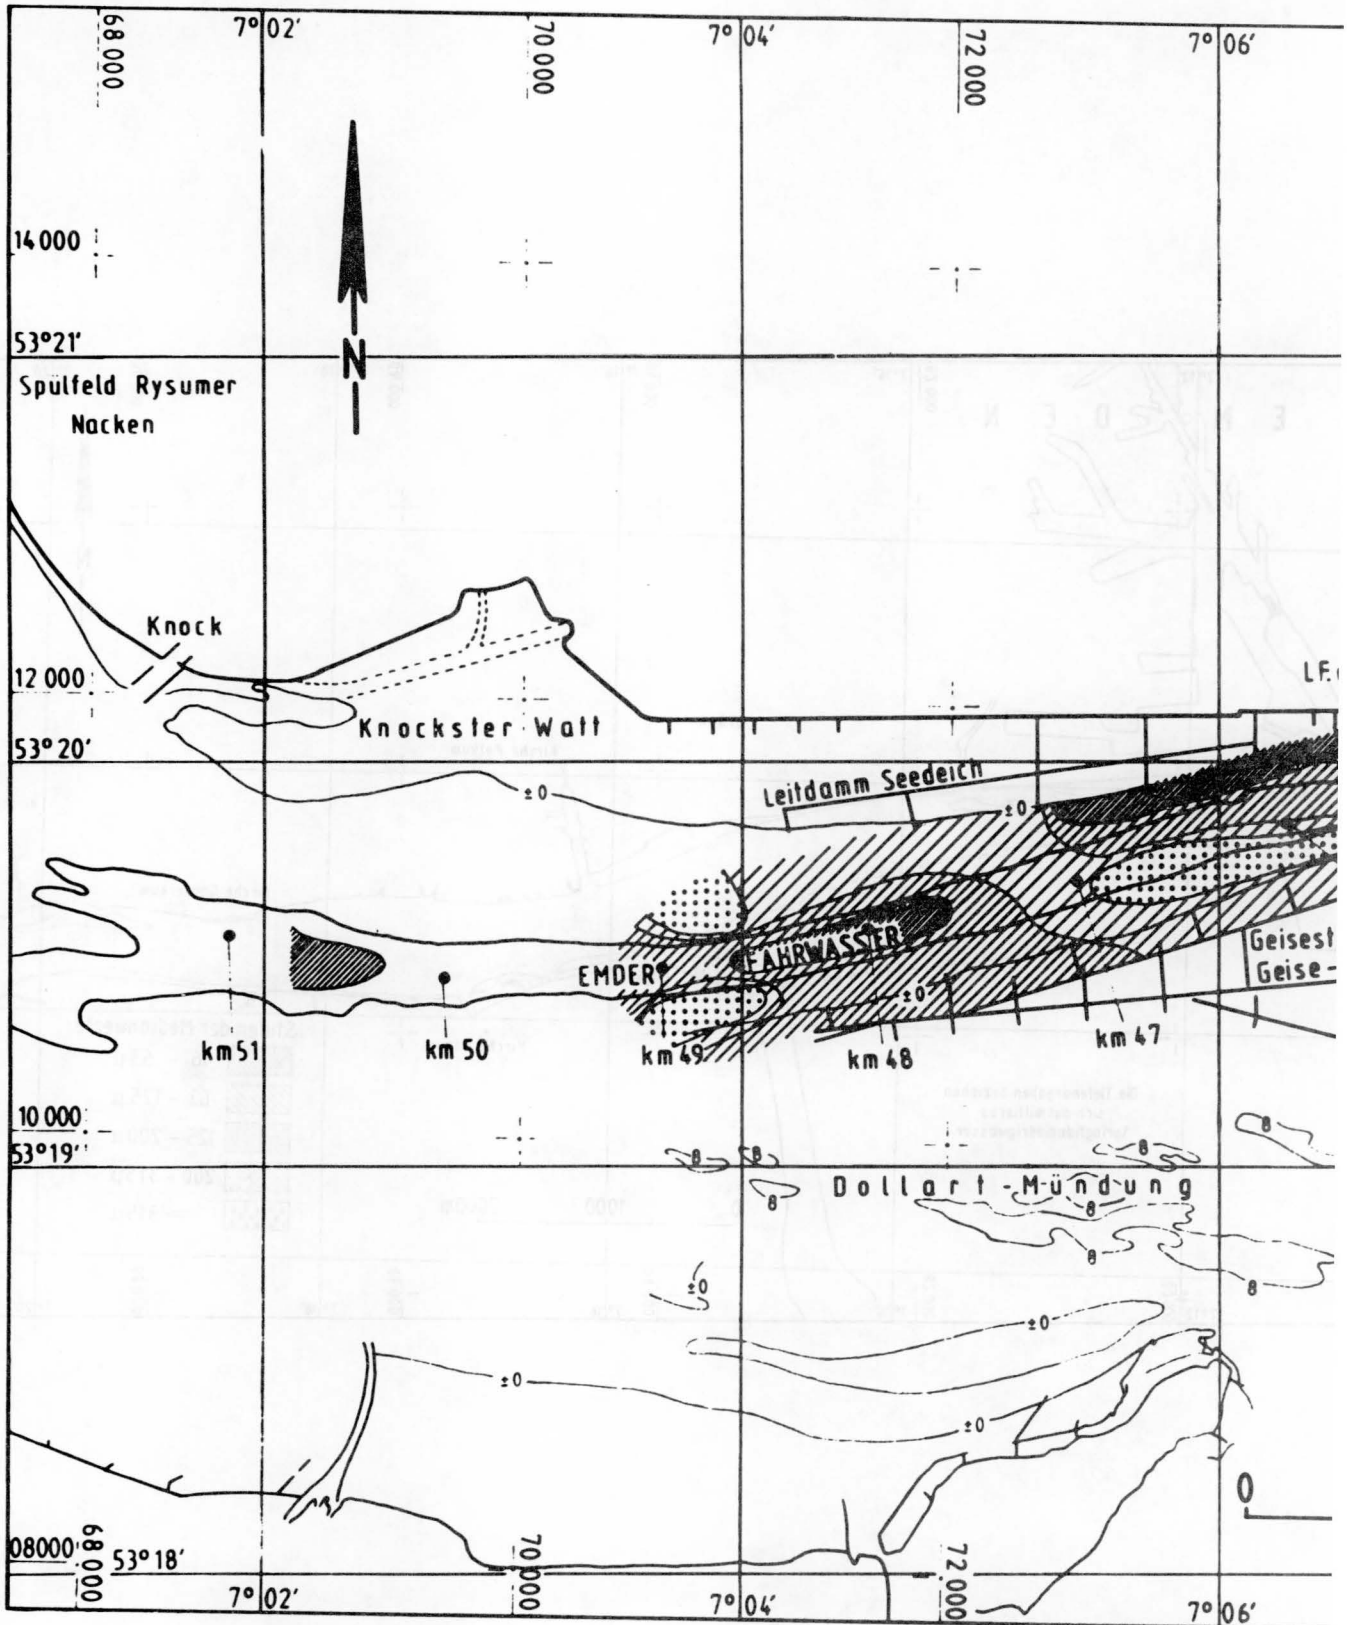 68 000
7°02′
70 000
7°04′
72 000
7°06′
14 000
53°21′
N
Spülfeld Rysumer
Nacken
Knock
12 000
L.F.
Knockster Watt
53° 20′
Leitdamm Seedeich
±0
±0
EMDER
FAHRWASSER
±0
Geisest
Geise-
km 51
km 50
km 49
km 48
km 47
10 000
53°19′
8
8
8
8
8
Dollart-Mündung
8
8
8
±0
±0
±0
±0
0
08000
68 000
53°18′
7°02′
70 000
7°04′
72 000
7°06′